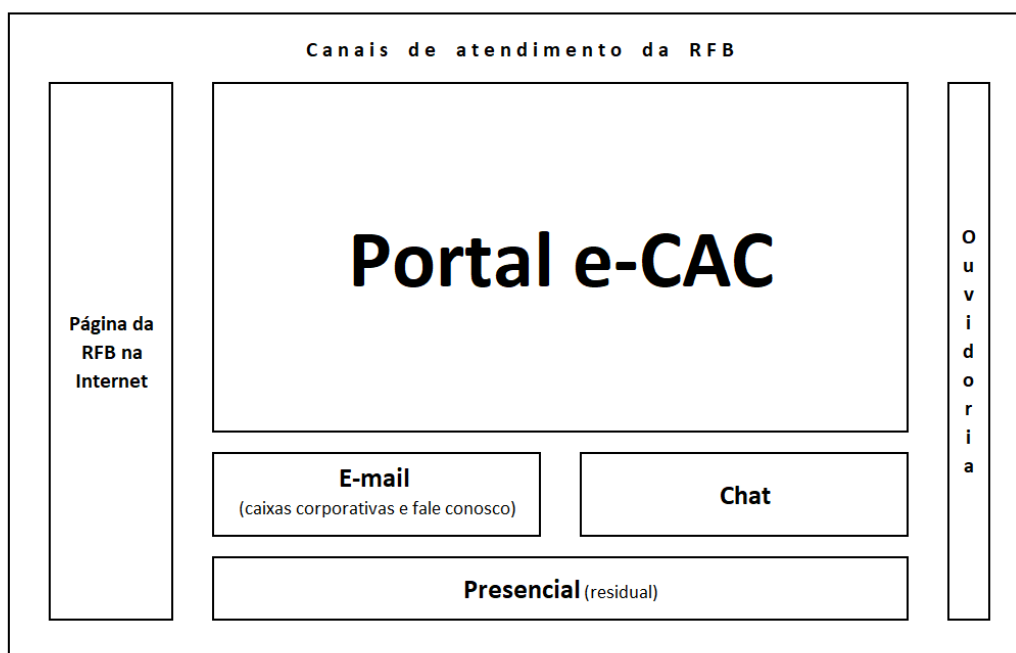 Canais de atendimento da RFB
Página da
RFB na
Internet
Portal e-CAC
E-mail
(caixas corporativas e fale conosco)
Chat
Presencial (residual)
Ouvidoria